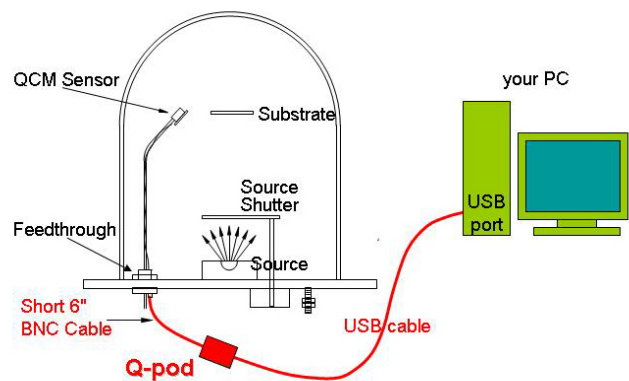 your PC
QCM Sensor
Substrate
Source
Shutter
USB
port
Feedthrough
Source
Short 6"
BNC Cable
USB cable
Q-pod